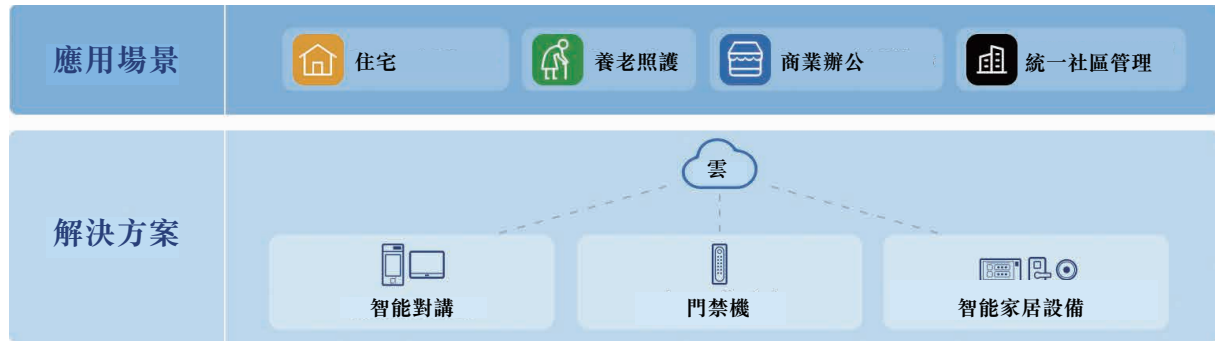 應用場景
住宅
養老照護
商業辦公
統一社區管理
解決方案
雲
智能對講
門禁機
智能家居設備